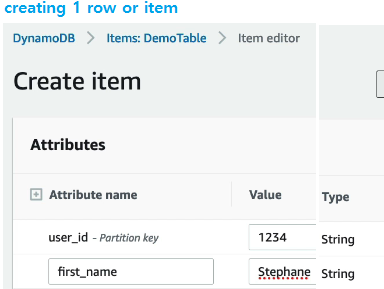 creating 1 row or item
DynamoDB > Items: DemoTable > Item editor
Create item
Attributes
Attribute name Value Type
user_id - Partition key 1234 String
first_name Stephane String